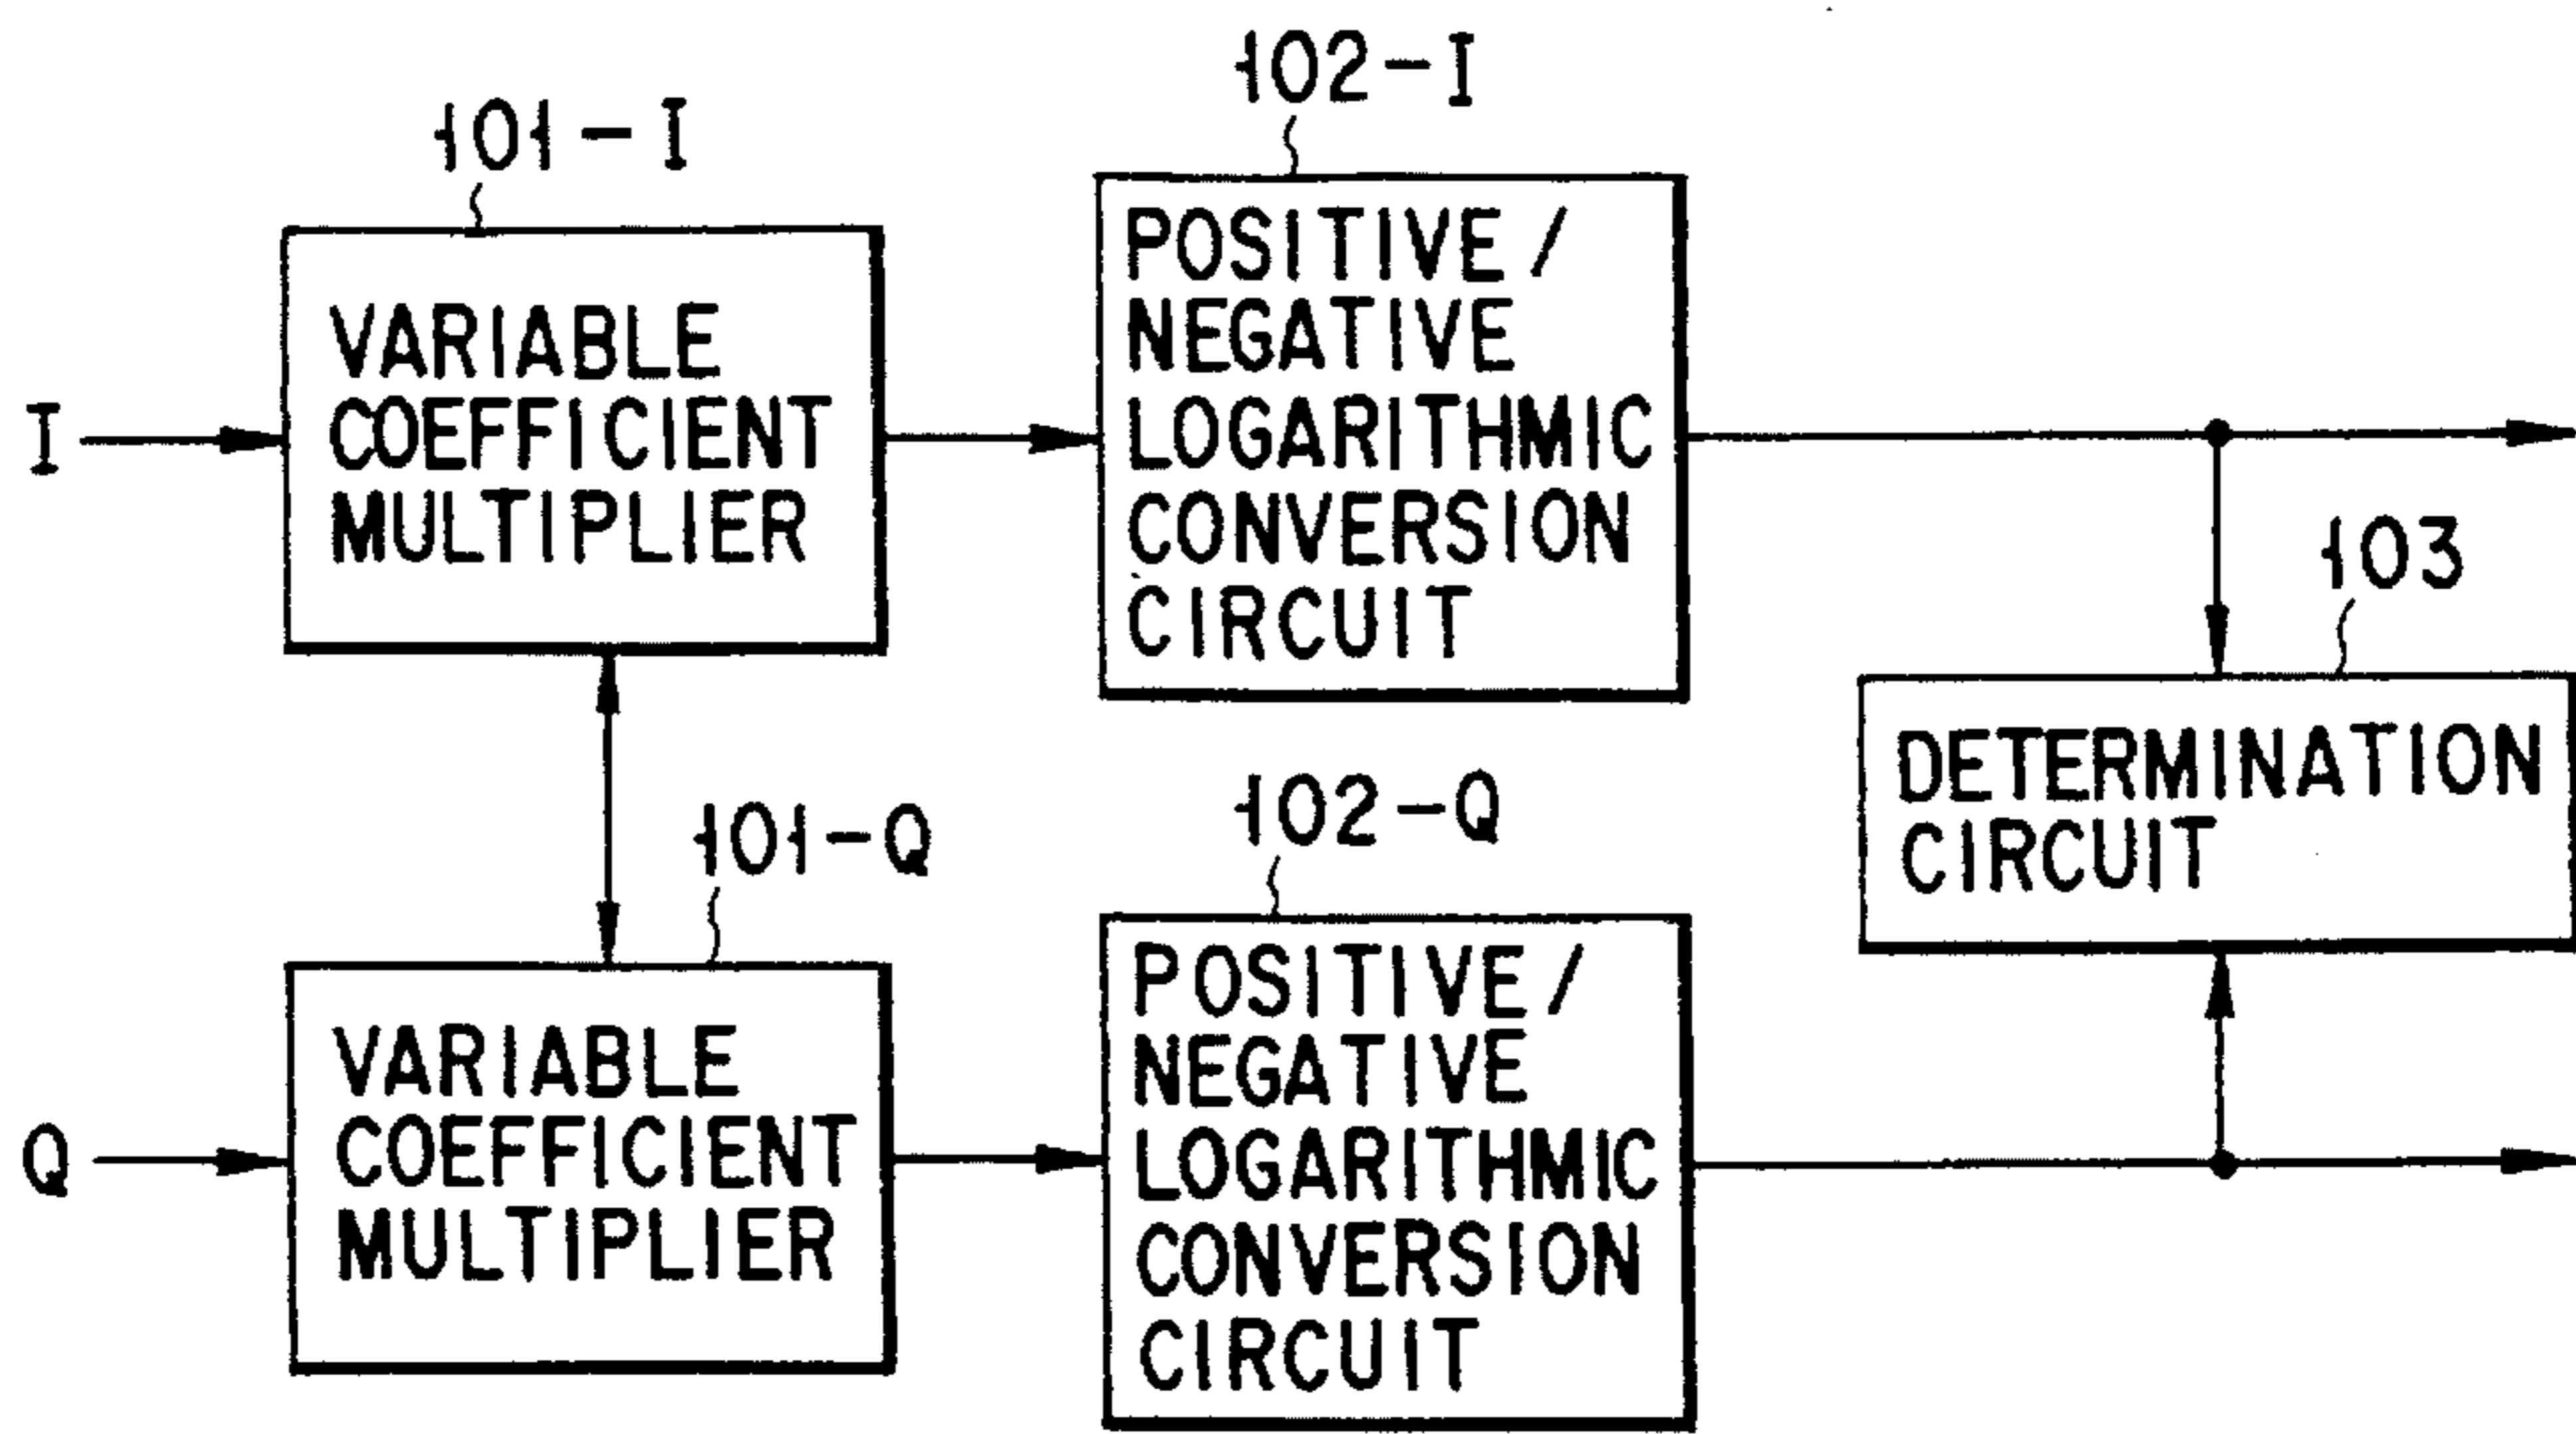 102-I
101-I
POSITIVE/
NEGATIVE
LOGARITHMIC
CONVERSION
CIRCUIT
VARIABLE
COEFFICIENT
MULTIPLIER
I
103
DETERMINATION
CIRCUIT
101-Q
102-Q
VARIABLE
COEFFICIENT
MULTIPLIER
POSITIVE/
NEGATIVE
LOGARITHMIC
CONVERSION
CIRCUIT
Q